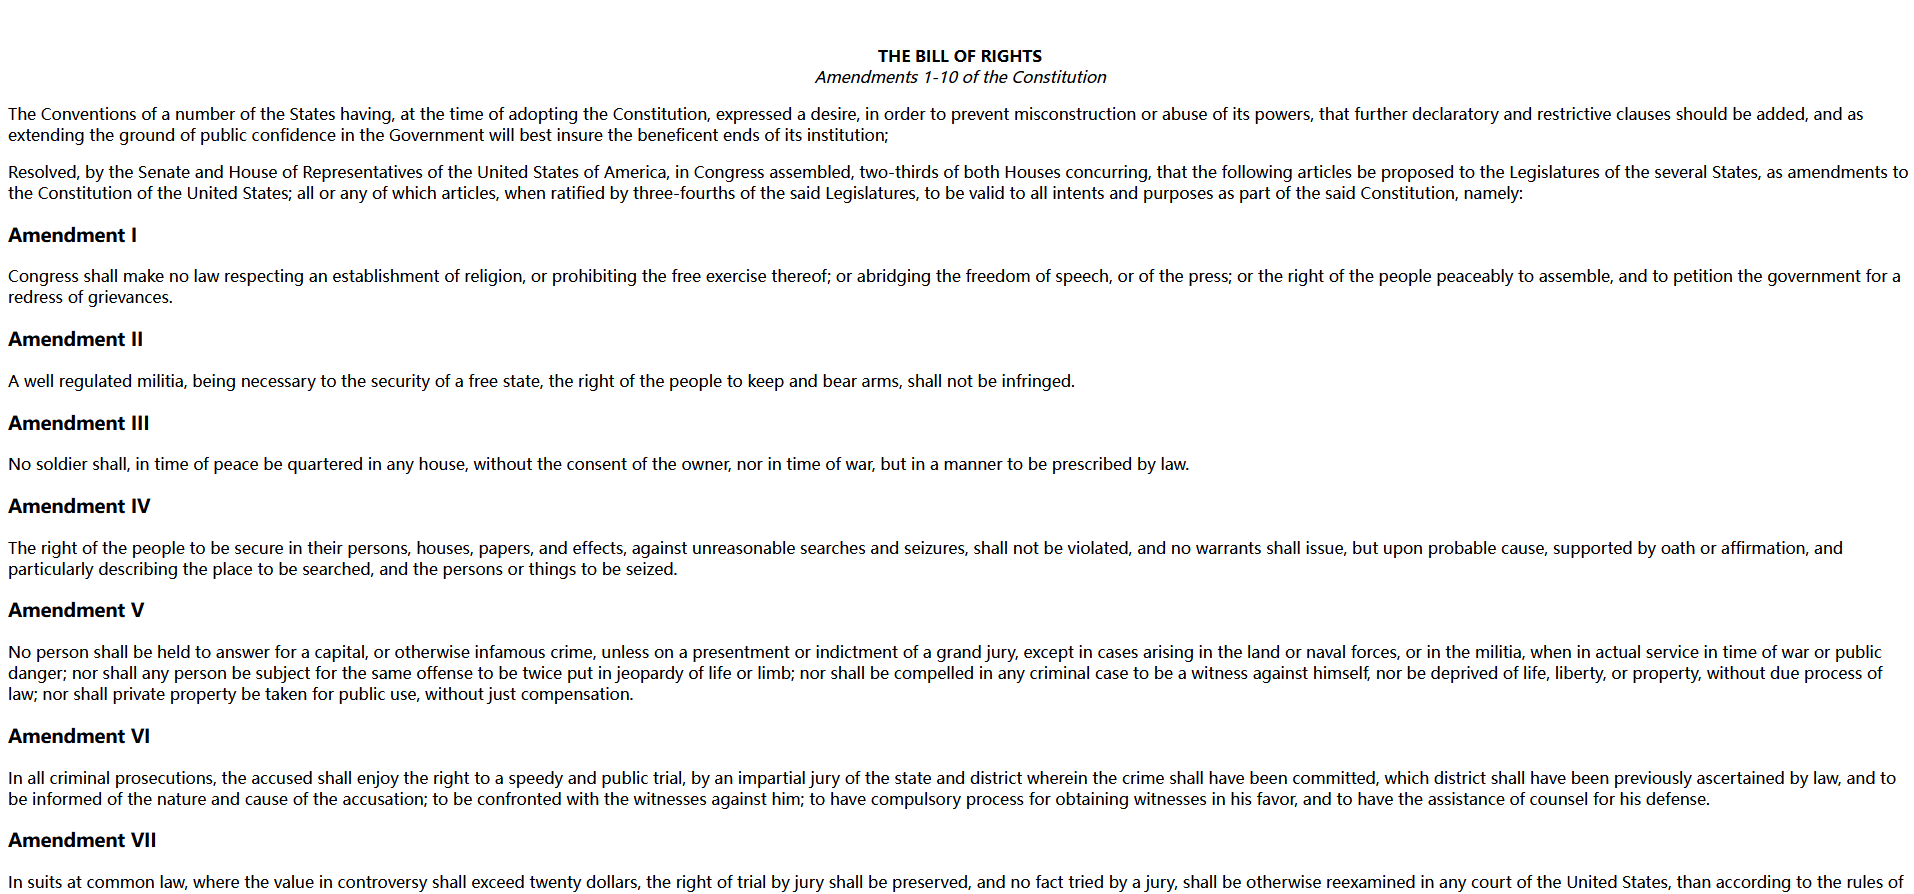 THE BILL OF RIGHTS
Amendments 1-10 of the Constitution
The Conventions of a number of the States having, at the time of adopting the Constitution, expressed a desire, in order to prevent misconstruction or abuse of its powers, that further declaratory and restrictive clauses should be added, and as
extending the ground of public confidence in the Government will best insure the beneficent ends of its institution;
Resolved, by the Senate and House of Representatives of the United States of America, in Congress assembled, two-thirds of both Houses concurring, that the following articles be proposed to the Legislatures of the several States, as amendments to
the Constitution of the United States; all or any of which articles, when ratified by three-fourths of the said Legislatures, to be valid to all intents and purposes as part of the said Constitution, namely:
Amendment I
Congress shall make no law respecting an establishment of religion, or prohibiting the free exercise thereof; or abridging the freedom of speech, or of the press; or the right of the people peaceably to assemble, and to petition the government for a
redress of grievances.
Amendment II
A well regulated militia, being necessary to the security of a free state, the right of the people to keep and bear arms, shall not be infringed.
Amendment III
No soldier shall, in time of peace be quartered in any house, without the consent of the owner, nor in time of war, but in a manner to be prescribed by law.
Amendment IV
The right of the people to be secure in their persons, houses, papers, and effects, against unreasonable searches and seizures, shall not be violated, and no warrants shall issue, but upon probable cause, supported by oath or affirmation, and
particularly describing the place to be searched, and the persons or things to be seized.
Amendment V
No person shall be held to answer for a capital, or otherwise infamous crime, unless on a presentment or indictment of a grand jury, except in cases arising in the land or naval forces, or in the militia, when in actual service in time of war or public
danger; nor shall any person be subject for the same offense to be twice put in jeopardy of life or limb; nor shall be compelled in any criminal case to be a witness against himself, nor be deprived of life, liberty, or property, without due process of
law; nor shall private property be taken for public use, without just compensation.
Amendment VI
In all criminal prosecutions, the accused shall enjoy the right to a speedy and public trial, by an impartial jury of the state and district wherein the crime shall have been committed, which district shall have been previously ascertained by law, and to
be informed of the nature and cause of the accusation; to be confronted with the witnesses against him; to have compulsory process for obtaining witnesses in his favor, and to have the assistance of counsel for his defense.
Amendment VII
In suits at common law, where the value in controversy shall exceed twenty dollars, the right of trial by jury shall be preserved, and no fact tried by a jury, shall be otherwise reexamined in any court of the United States, than according to the rules of